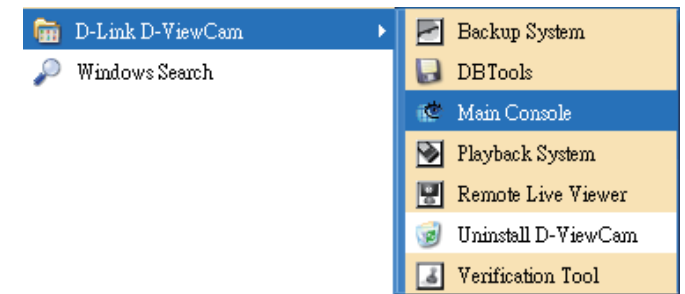 D-Link D-ViewCam
Windows Search
Backup System
DBTools
Main Console
Playback System
Remote Live Viewer
Uninstall D-ViewCam
Verification Tool